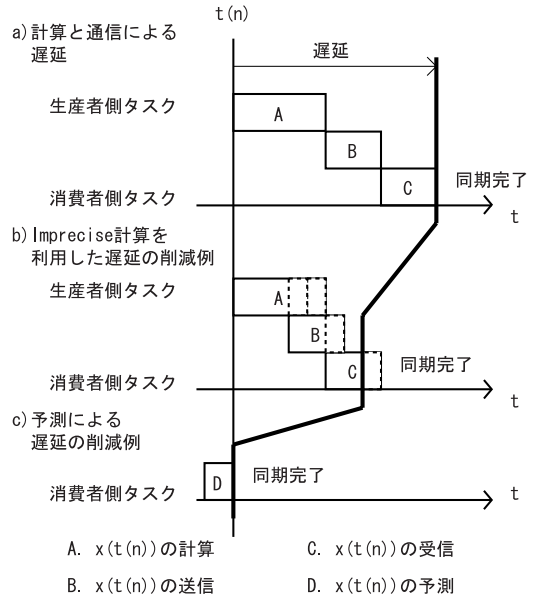 t(n)
a)計算と通信による
遅延
遅延
生産者側タスク
A
B
C
同期完了
消費者側タスク
t
b)Imprecise計算を
利用した遅延の削減例
生産者側タスク
A
B
C
同期完了
消費者側タスク
t
c)予測による
遅延の削減例
D
同期完了
消費者側タスク
t
A. x(t(n))の計算
C. x(t(n))の受信
B. x(t(n))の送信
D. x(t(n))の予測